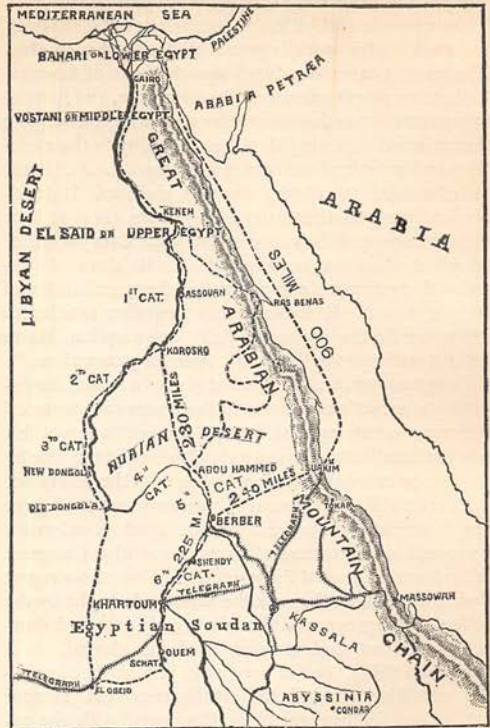 MEDITERRANEAN SEA
PALESTINE
BAHARI OR LOWER EGYPT
CAIRO
ARABIA PETRÆA
VOSTANI OR MIDDLE EGYPT
GREAT
LIBYAN DESERT
ARABIA
KENEH
EL SAID OR UPPER EGYPT
MILES
1ST CAT.
ASSOUAN
RAS BENAS
ARABIAN
900
KOROSKO
2D CAT.
230 MILES
3RD CAT.
NUBIAN DESERT
NEW DONGOLA
4TH
CAT.
ABOU HAMMED
CAT
SUAKIM
240 MILES
OLD DONGOLA
5TH
TOKAR
BERBER
MOUNTAIN
TELEGRAPH
225 M.
SHENDY
6TH
CAT.
TELEGRAPH
KHARTOUM
MASSOWAH
Egyptian Soudan
KASSALA
CHAIN
DUEM
SCHAT
TELEGRAPH
EL OBEID
ABYSSINIA
GONDAR